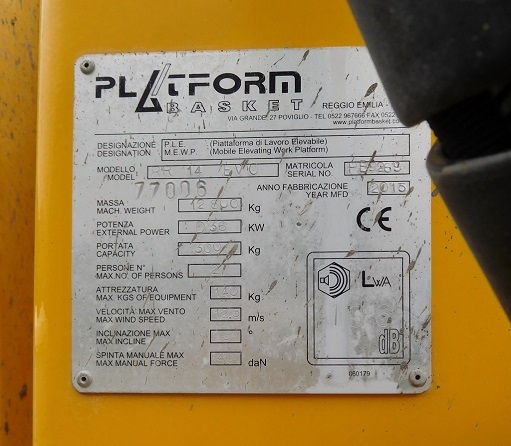 PLATFORM
BASKET
REGGIO EMILIA
VIA GRANDE, 27 POVIGLIO - TEL 0522 967666 FAX 0522
www.platformbasket.co
DESIGNAZIONE P.L.E. (Piattaforma di Lavoro Elevabile)
DESIGNATION M.E.W.P. (Mobile Elevating Work Platform)
MODELLO MATRICOLA
MODEL 14 SERIAL NO.
77006
ANNO FABBRICAZIONE 2015
YEAR MFD
MASSA
MACH. WEIGHT Kg
POTENZA
EXTERNAL POWER KW
PORTATA
CAPACITY Kg
PERSONE N°
MAX NO. OF PERSONS
ATTREZZATURA
MAX. KGS OF EQUIPMENT Kg
VELOCITÀ MAX VENTO
MAX WIND SPEED m/s
INCLINAZIONE MAX
MAX INCLINE
SPINTA MANUALE MAX
MAX MANUAL FORCE daN
CE
LWA
dB
060179